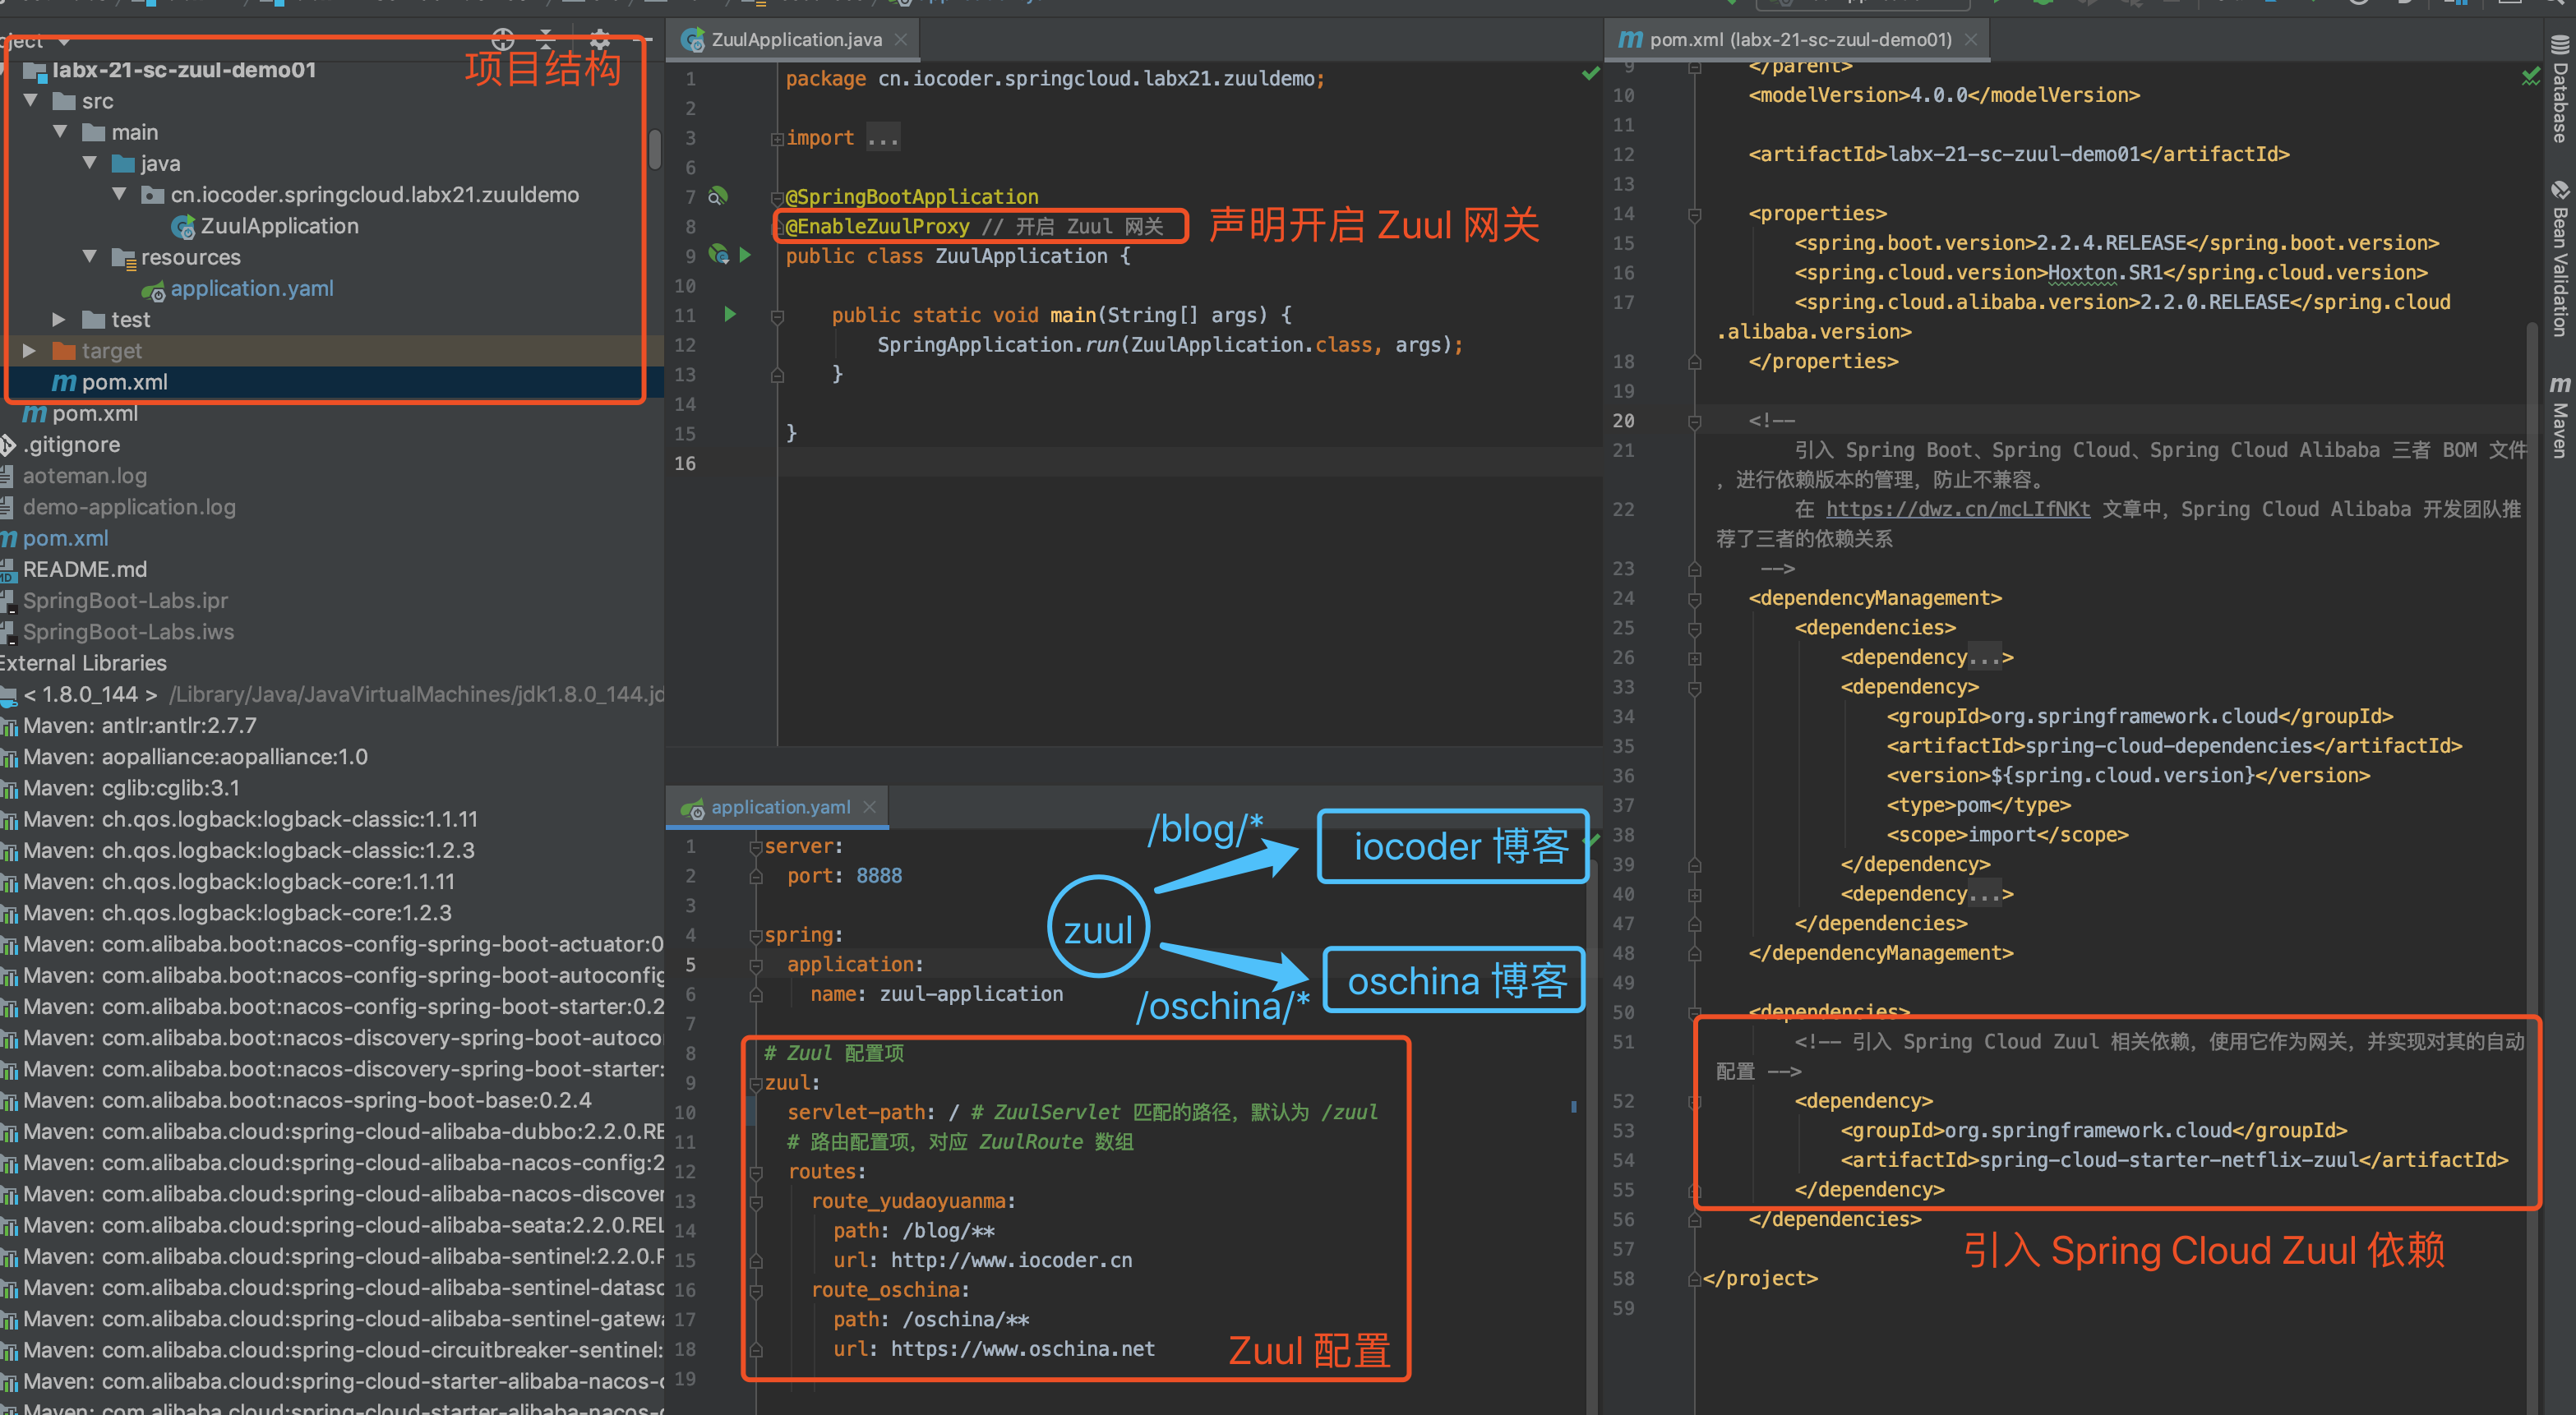 labx-21-sc-zuul-demo01
项目结构
src
main
java
cn.iocoder.springcloud.labx21.zuuldemo
ZuulApplication
resources
application.yaml
test
target
pom.xml
pom.xml
.gitignore
aoteman.log
demo-application.log
pom.xml
README.md
SpringBoot-Labs.ipr
SpringBoot-Labs.iws
External Libraries
< 1.8.0_144 > /Library/Java/JavaVirtualMachines/jdk1.8.0_144.jd
Maven: antlr:antlr:2.7.7
Maven: aopalliance:aopalliance:1.0
Maven: cglib:cglib:3.1
Maven: ch.qos.logback:logback-classic:1.1.11
Maven: ch.qos.logback:logback-classic:1.2.3
Maven: ch.qos.logback:logback-core:1.1.11
Maven: ch.qos.logback:logback-core:1.2.3
Maven: com.alibaba.boot:nacos-config-spring-boot-actuator:0
Maven: com.alibaba.boot:nacos-config-spring-boot-autoconfig
Maven: com.alibaba.boot:nacos-config-spring-boot-starter:0.2
Maven: com.alibaba.boot:nacos-discovery-spring-boot-autoco
Maven: com.alibaba.boot:nacos-discovery-spring-boot-starter:
Maven: com.alibaba.boot:nacos-spring-boot-base:0.2.4
Maven: com.alibaba.cloud:spring-cloud-alibaba-dubbo:2.2.0.RE
Maven: com.alibaba.cloud:spring-cloud-alibaba-nacos-config:2
Maven: com.alibaba.cloud:spring-cloud-alibaba-nacos-discover
Maven: com.alibaba.cloud:spring-cloud-alibaba-seata:2.2.0.REL
Maven: com.alibaba.cloud:spring-cloud-alibaba-sentinel:2.2.0.R
Maven: com.alibaba.cloud:spring-cloud-alibaba-sentinel-datasc
Maven: com.alibaba.cloud:spring-cloud-alibaba-sentinel-gatewa
Maven: com.alibaba.cloud:spring-cloud-circuitbreaker-sentinel:
Maven: com.alibaba.cloud:spring-cloud-starter-alibaba-nacos-c
ZuulApplication.java
1 package cn.iocoder.springcloud.labx21.zuuldemo;
2
3 import ...
6
7 @SpringBootApplication
8 @EnableZuulProxy // 开启 Zuul 网关
声明开启 Zuul 网关
9 public class ZuulApplication {
10
11 public static void main(String[] args) {
12 SpringApplication.run(ZuulApplication.class, args);
13 }
14
15 }
16
application.yaml
1 server:
2 port: 8888
3
4 spring:
5 application:
6 name: zuul-application
7
8 # Zuul 配置项
9 zuul:
10 servlet-path: / # ZuulServlet 匹配的路径，默认为 /zuul
11 # 路由配置项，对应 ZuulRoute 数组
12 routes:
13 route_yudaoyuanma:
14 path: /blog/**
15 url: http://www.iocoder.cn
16 route_oschina:
17 path: /oschina/**
18 url: https://www.oschina.net
19
Zuul 配置
/blog/*
iocoder 博客
zuul
oschina 博客
/oschina/*
pom.xml (labx-21-sc-zuul-demo01)
9 </parent>
10 <modelVersion>4.0.0</modelVersion>
11
12 <artifactId>labx-21-sc-zuul-demo01</artifactId>
13
14 <properties>
15 <spring.boot.version>2.2.4.RELEASE</spring.boot.version>
16 <spring.cloud.version>Hoxton.SR1</spring.cloud.version>
17 <spring.cloud.alibaba.version>2.2.0.RELEASE</spring.cloud
.alibaba.version>
18 </properties>
19
20 <!--
21 引入 Spring Boot、Spring Cloud、Spring Cloud Alibaba 三者 BOM 文件
，进行依赖版本的管理，防止不兼容。
22 在 https://dwz.cn/mcLIfNKt 文章中，Spring Cloud Alibaba 开发团队推
荐了三者的依赖关系
23 -->
24 <dependencyManagement>
25 <dependencies>
26 <dependency...>
33 <dependency>
34 <groupId>org.springframework.cloud</groupId>
35 <artifactId>spring-cloud-dependencies</artifactId>
36 <version>${spring.cloud.version}</version>
37 <type>pom</type>
38 <scope>import</scope>
39 </dependency>
40 <dependency...>
47 </dependencies>
48 </dependencyManagement>
49
50 <dependencies>
51 <!-- 引入 Spring Cloud Zuul 相关依赖，使用它作为网关，并实现对其的自动
配置 -->
52 <dependency>
53 <groupId>org.springframework.cloud</groupId>
54 <artifactId>spring-cloud-starter-netflix-zuul</artifactId>
55 </dependency>
56 </dependencies>
57
58 </project>
59
引入 Spring Cloud Zuul 依赖
Database
Bean Validation
Maven